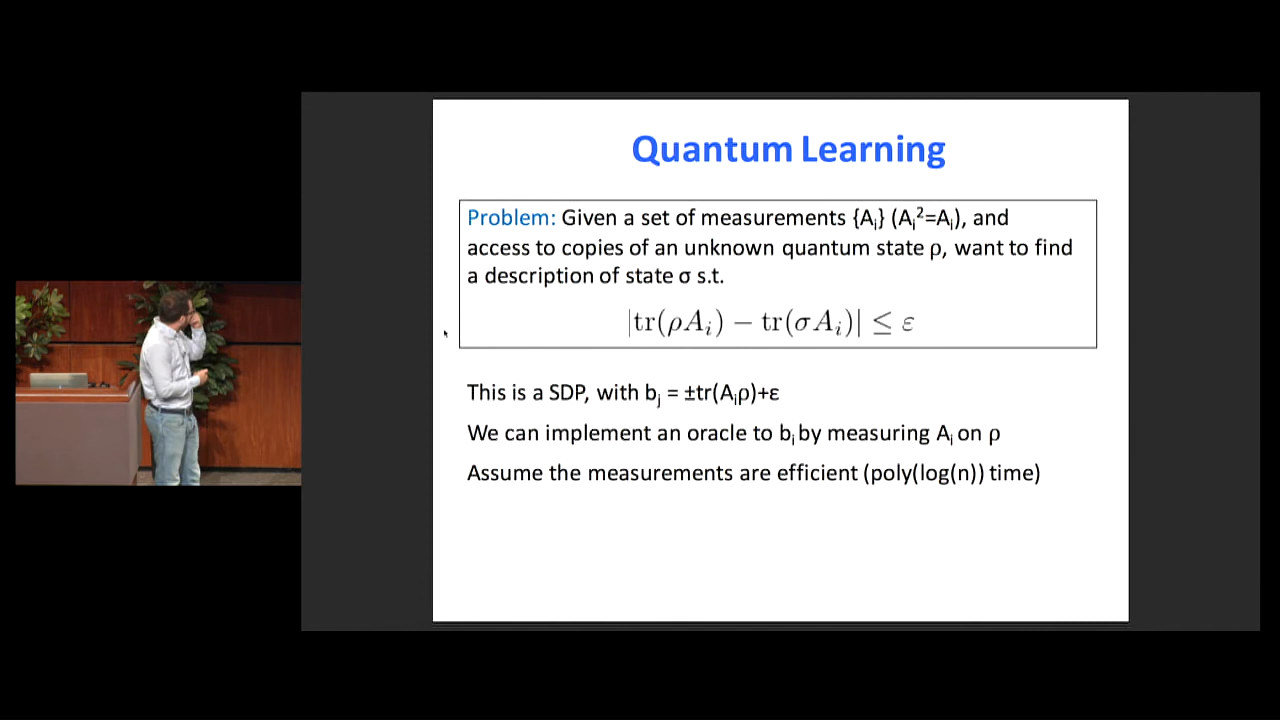 Quantum Learning
Problem: Given a set of measurements {Aᵢ} (Aᵢ²=Aᵢ), and
access to copies of an unknown quantum state ρ, want to find
a description of state σ s.t.
|tr(ρAᵢ) − tr(σAᵢ)| ≤ ε
This is a SDP, with bⱼ = ±tr(Aᵢρ)+ε
We can implement an oracle to bᵢ by measuring Aᵢ on ρ
Assume the measurements are efficient (poly(log(n)) time)